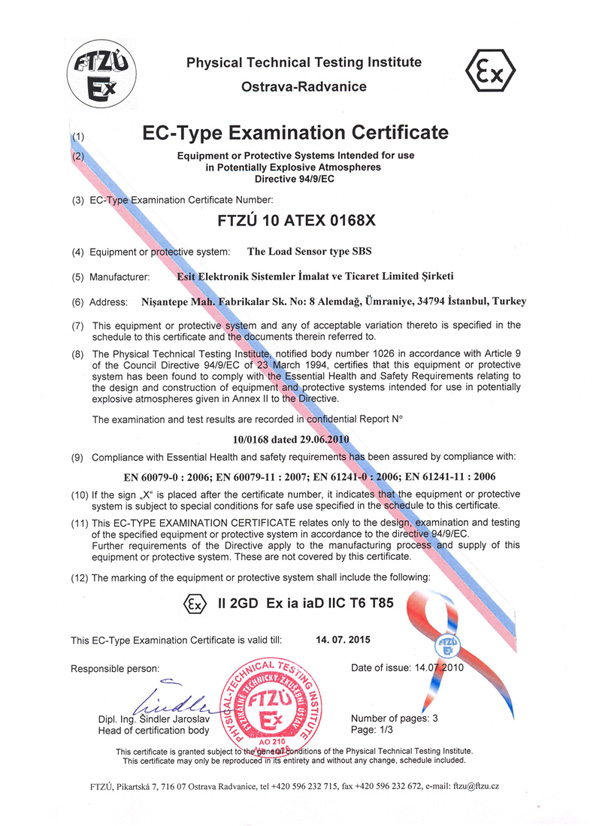 FTZÚ
Ex
Physical Technical Testing Institute
Ostrava-Radvanice
Ex
(1) EC-Type Examination Certificate
(2) Equipment or Protective Systems Intended for use
in Potentially Explosive Atmospheres
Directive 94/9/EC
(3) EC-Type Examination Certificate Number:
FTZÚ 10 ATEX 0168X
(4) Equipment or protective system: The Load Sensor type SBS
(5) Manufacturer: Esit Elektronik Sistemler İmalat ve Ticaret Limited Şirketi
(6) Address: Nişantepe Mah. Fabrikalar Sk. No: 8 Alemdağ, Ümraniye, 34794 İstanbul, Turkey
(7) This equipment or protective system and any of acceptable variation thereto is specified in the
schedule to this certificate and the documents therein referred to.
(8) The Physical Technical Testing Institute, notified body number 1026 in accordance with Article 9
of the Council Directive 94/9/EC of 23 March 1994, certifies that this equipment or protective
system has been found to comply with the Essential Health and Safety Requirements relating to
the design and construction of equipment and protective systems intended for use in potentially
explosive atmospheres given in Annex II to the Directive.
The examination and test results are recorded in confidential Report N°
10/0168 dated 29.06.2010
(9) Compliance with Essential Health and safety requirements has been assured by compliance with:
EN 60079-0 : 2006; EN 60079-11 : 2007; EN 61241-0 : 2006; EN 61241-11 : 2006
(10) If the sign „X“ is placed after the certificate number, it indicates that the equipment or protective
system is subject to special conditions for safe use specified in the schedule to this certificate.
(11) This EC-TYPE EXAMINATION CERTIFICATE relates only to the design, examination and testing
of the specified equipment or protective system in accordance to the directive 94/9/EC.
Further requirements of the Directive apply to the manufacturing process and supply of this
equipment or protective system. These are not covered by this certificate.
(12) The marking of the equipment or protective system shall include the following:
Ex II 2GD Ex ia iaD IIC T6 T85
FTZÚ
Ex
This EC-Type Examination Certificate is valid till: 14. 07. 2015
Responsible person:
Date of issue: 14.07.2010
PHYSICAL-TECHNICAL TESTING INSTITUTE
FTZÚ
Ex
AO 210
Dipl. Ing. Šindler Jaroslav
Head of certification body
Number of pages: 3
Page: 1/3
This certificate is granted subject to the general conditions of the Physical Technical Testing Institute.
This certificate may only be reproduced in its entirety and without any change, schedule included.
FTZÚ, Pikartská 7, 716 07 Ostrava Radvanice, tel +420 596 232 715, fax +420 596 232 672, e-mail: ftzu@ftzu.cz